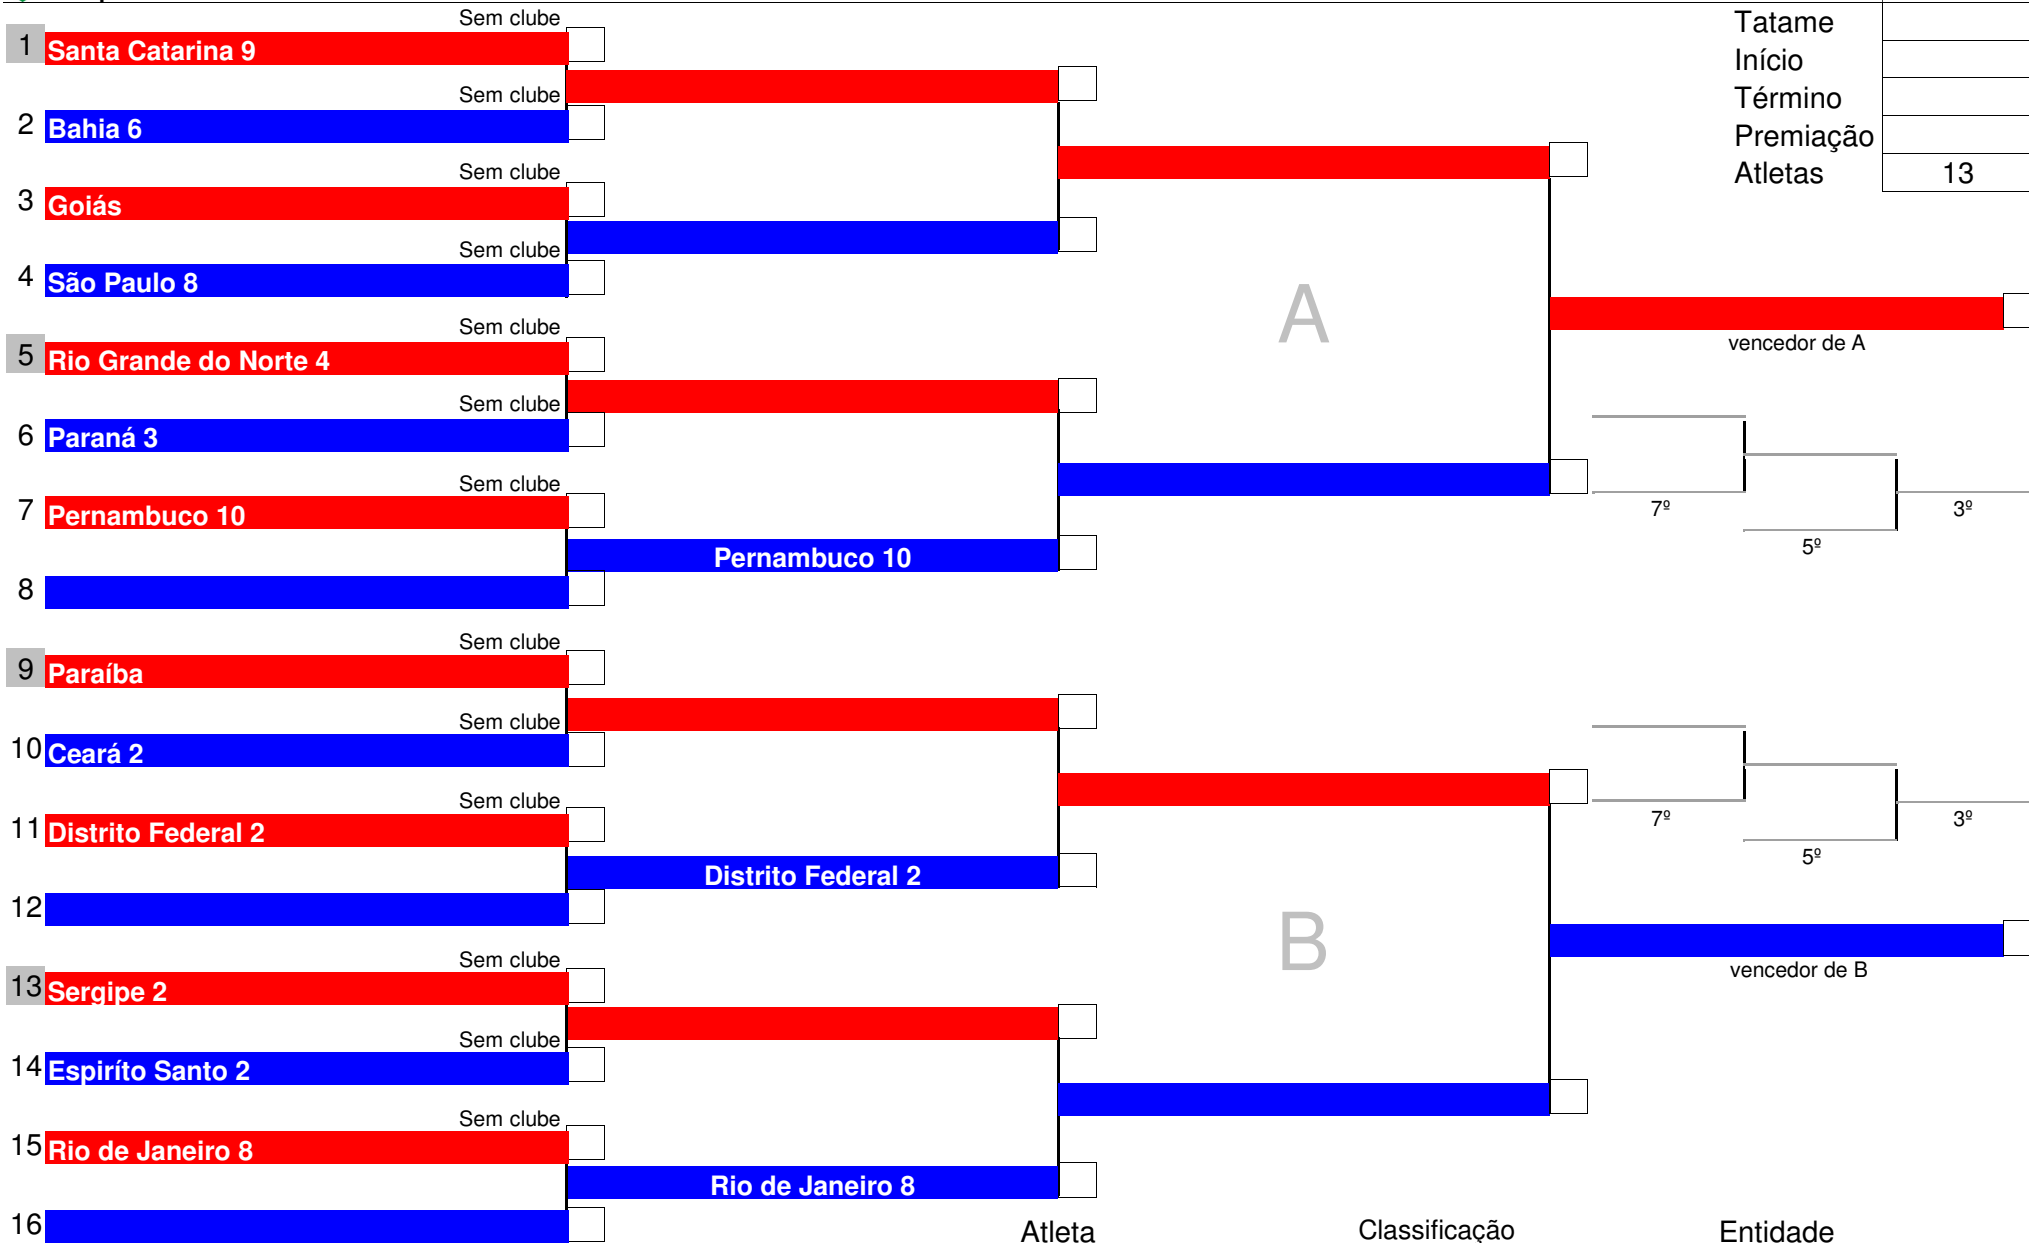 Sem clube
1 Santa Catarina 9
Sem clube
2 Bahia 6
Sem clube
3 Goiás
Sem clube
4 São Paulo 8
Sem clube
5 Rio Grande do Norte 4
Sem clube
6 Paraná 3
Sem clube
7 Pernambuco 10
Pernambuco 10
8
Sem clube
9 Paraíba
Sem clube
10 Ceará 2
Sem clube
11 Distrito Federal 2
Distrito Federal 2
12
Sem clube
13 Sergipe 2
Sem clube
14 Espiríto Santo 2
Sem clube
15 Rio de Janeiro 8
Rio de Janeiro 8
16
A
B
Tatame
Início
Término
Premiação
Atletas 13
vencedor de A
7º
3º
5º
7º
3º
5º
vencedor de B
Atleta Classificação Entidade